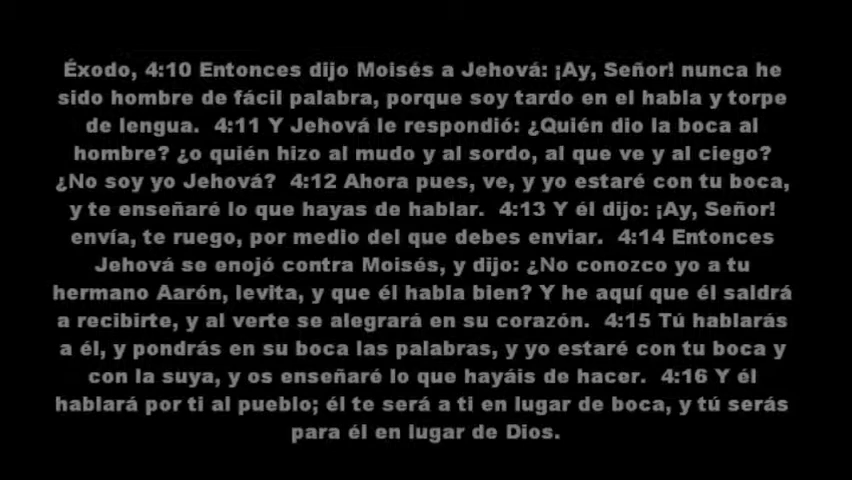 Éxodo, 4:10 Entonces dijo Moisés a Jehová: ¡Ay, Señor! nunca he
sido hombre de fácil palabra, porque soy tardo en el habla y torpe
de lengua.  4:11 Y Jehová le respondió: ¿Quién dio la boca al
hombre? ¿o quién hizo al mudo y al sordo, al que ve y al ciego?
¿No soy yo Jehová?  4:12 Ahora pues, ve, y yo estaré con tu boca,
y te enseñaré lo que hayas de hablar.  4:13 Y él dijo: ¡Ay, Señor!
envía, te ruego, por medio del que debes enviar.  4:14 Entonces
Jehová se enojó contra Moisés, y dijo: ¿No conozco yo a tu
hermano Aarón, levita, y que él habla bien? Y he aquí que él saldrá
a recibirte, y al verte se alegrará en su corazón.  4:15 Tú hablarás
a él, y pondrás en su boca las palabras, y yo estaré con tu boca y
con la suya, y os enseñaré lo que hayáis de hacer.  4:16 Y él
hablará por ti al pueblo; él te será a ti en lugar de boca, y tú serás
para él en lugar de Dios.